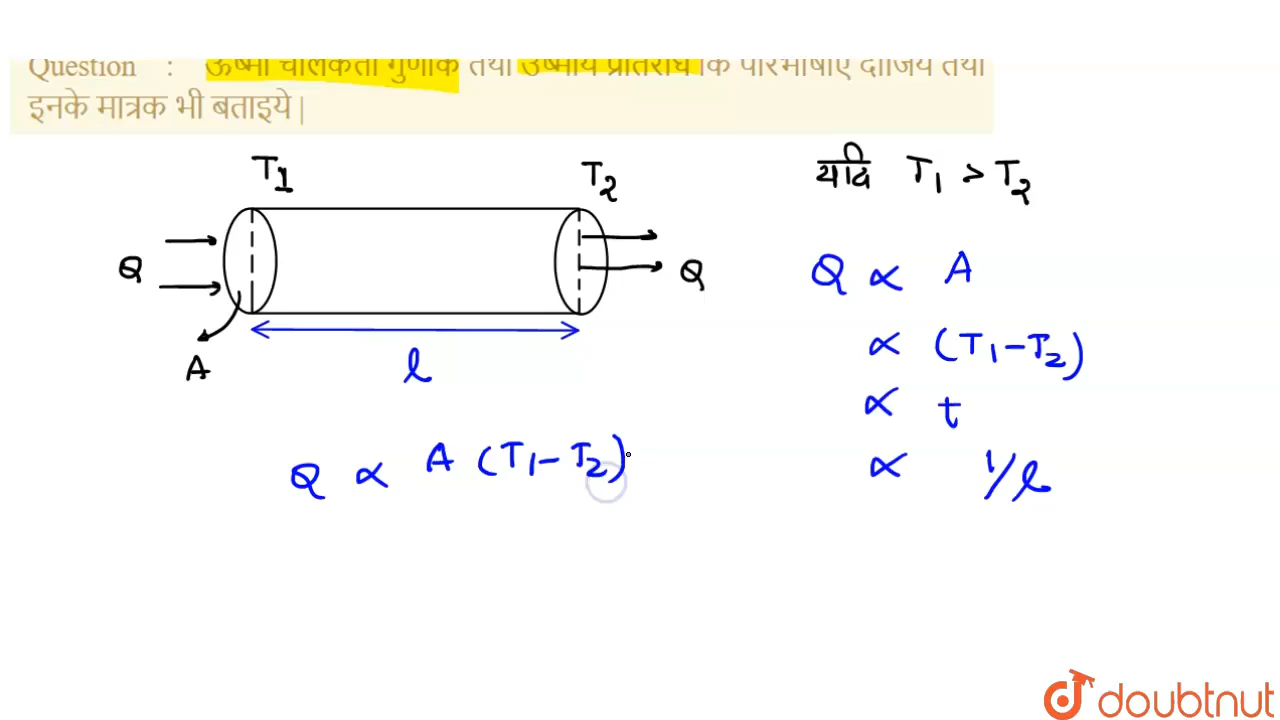 Question : ऊष्मा चालकता गुणांक तथा उष्मीय प्रतिरोध कि परिभाषाएं दीजिये तथा
इनके मात्रक भी बताइये |
T1 T2 यदि T1 > T2
Q Q
A
l
Q ∝ A
∝ (T1-T2)
∝ t
∝ 1/l
Q ∝ A (T1-T2)
doubtnut